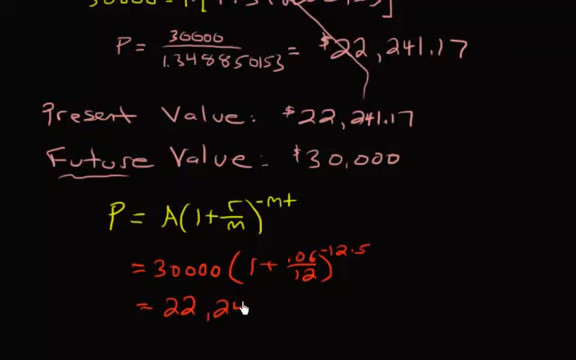 30000 =
P = 30000/1.348850153 = $22,241.17
Present Value: $22,241.17
Future Value: $30,000
P = A(1+r/m)^-mt
= 30000(1+.06/12)^-12·5
= 22,24